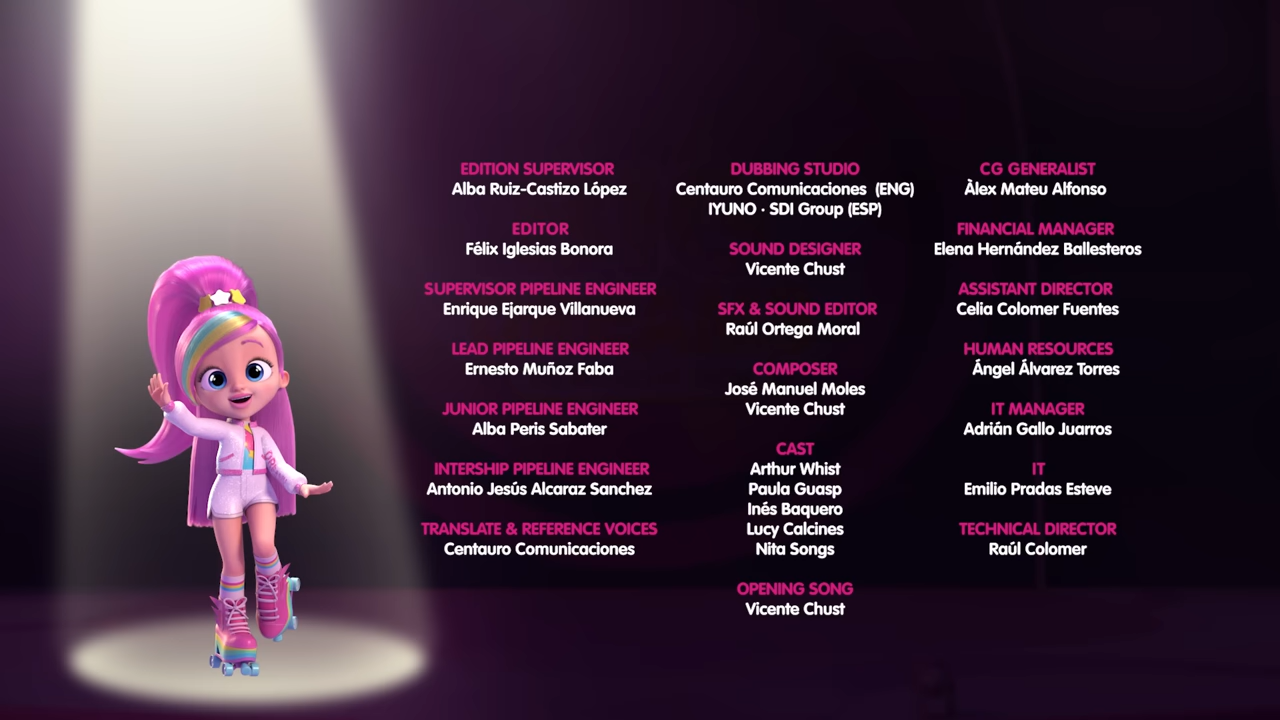 EDITION SUPERVISOR
Alba Ruiz-Castizo López
EDITOR
Félix Iglesias Bonora
SUPERVISOR PIPELINE ENGINEER
Enrique Ejarque Villanueva
LEAD PIPELINE ENGINEER
Ernesto Muñoz Faba
JUNIOR PIPELINE ENGINEER
Alba Peris Sabater
INTERSHIP PIPELINE ENGINEER
Antonio Jesús Alcaraz Sanchez
TRANSLATE & REFERENCE VOICES
Centauro Comunicaciones
DUBBING STUDIO
Centauro Comunicaciones (ENG)
IYUNO · SDI Group (ESP)
SOUND DESIGNER
Vicente Chust
SFX & SOUND EDITOR
Raúl Ortega Moral
COMPOSER
José Manuel Moles
Vicente Chust
CAST
Arthur Whist
Paula Guasp
Inés Baquero
Lucy Calcines
Nita Songs
OPENING SONG
Vicente Chust
CG GENERALIST
Àlex Mateu Alfonso
FINANCIAL MANAGER
Elena Hernández Ballesteros
ASSISTANT DIRECTOR
Celia Colomer Fuentes
HUMAN RESOURCES
Ángel Álvarez Torres
IT MANAGER
Adrián Gallo Juarros
IT
Emilio Pradas Esteve
TECHNICAL DIRECTOR
Raúl Colomer